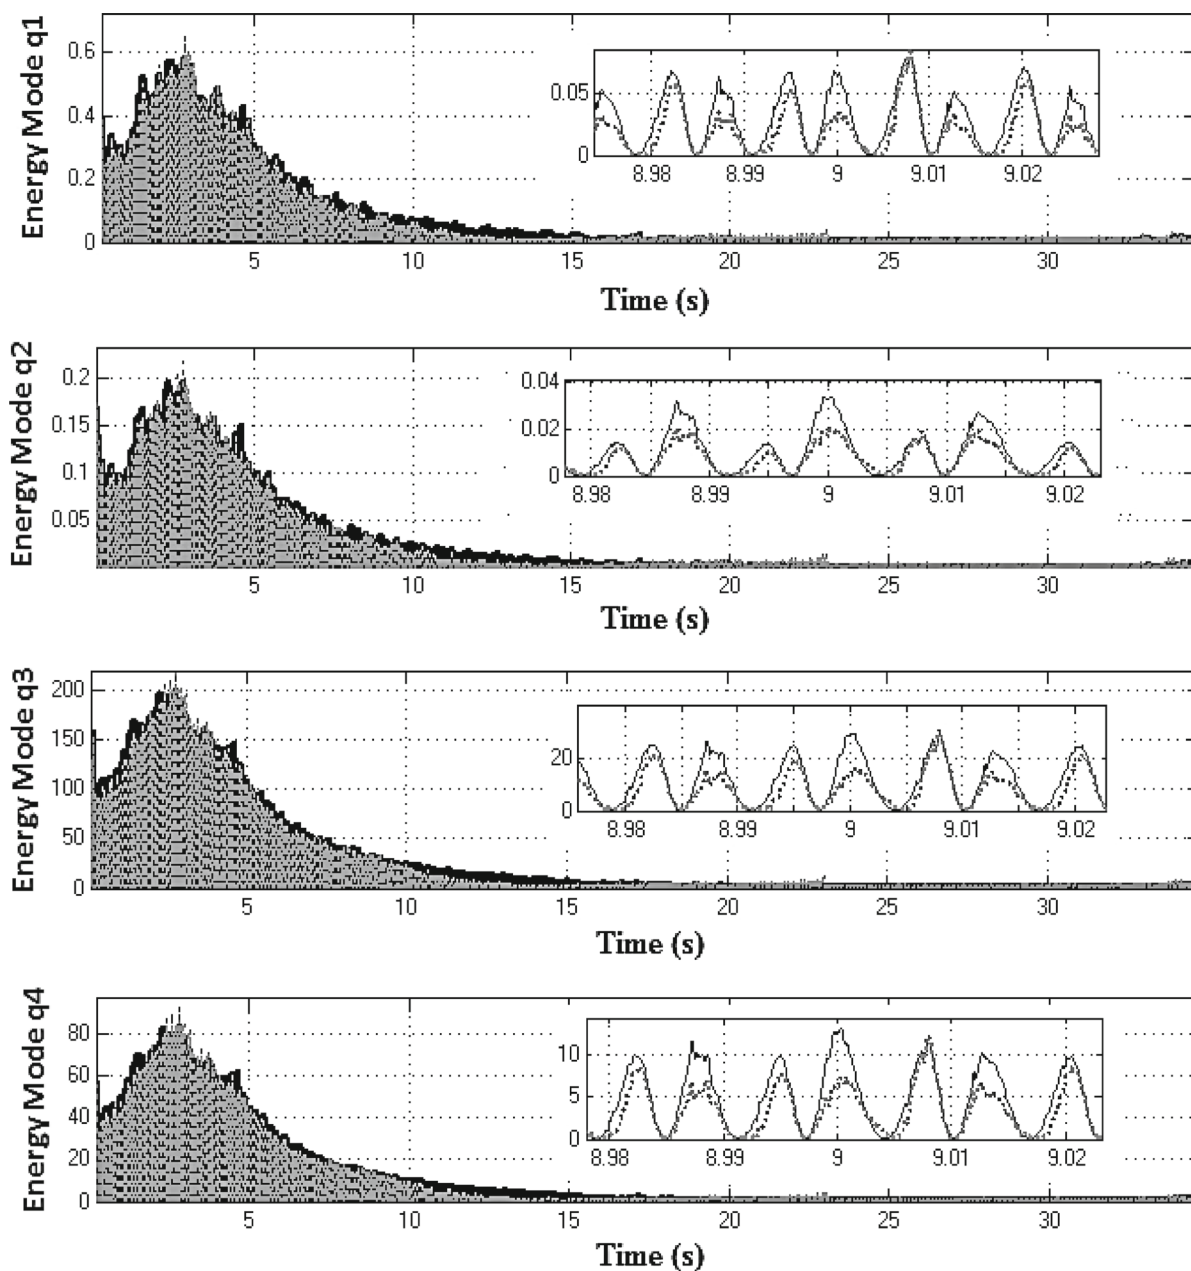 Energy Mode q1
0.6
0.4
0.2
0
0.05
0
8.98 8.99 9 9.01 9.02
5 10 15 20 25 30
Time (s)
Energy Mode q2
0.2
0.15
0.1
0.05
0.04
0.02
0
8.98 8.99 9 9.01 9.02
5 10 15 20 25 30
Time (s)
Energy Mode q3
200
150
100
50
0
20
0
8.98 8.99 9 9.01 9.02
5 10 15 20 25 30
Time (s)
Energy Mode q4
80
60
40
20
0
10
5
0
8.98 8.99 9 9.01 9.02
5 10 15 20 25 30
Time (s)